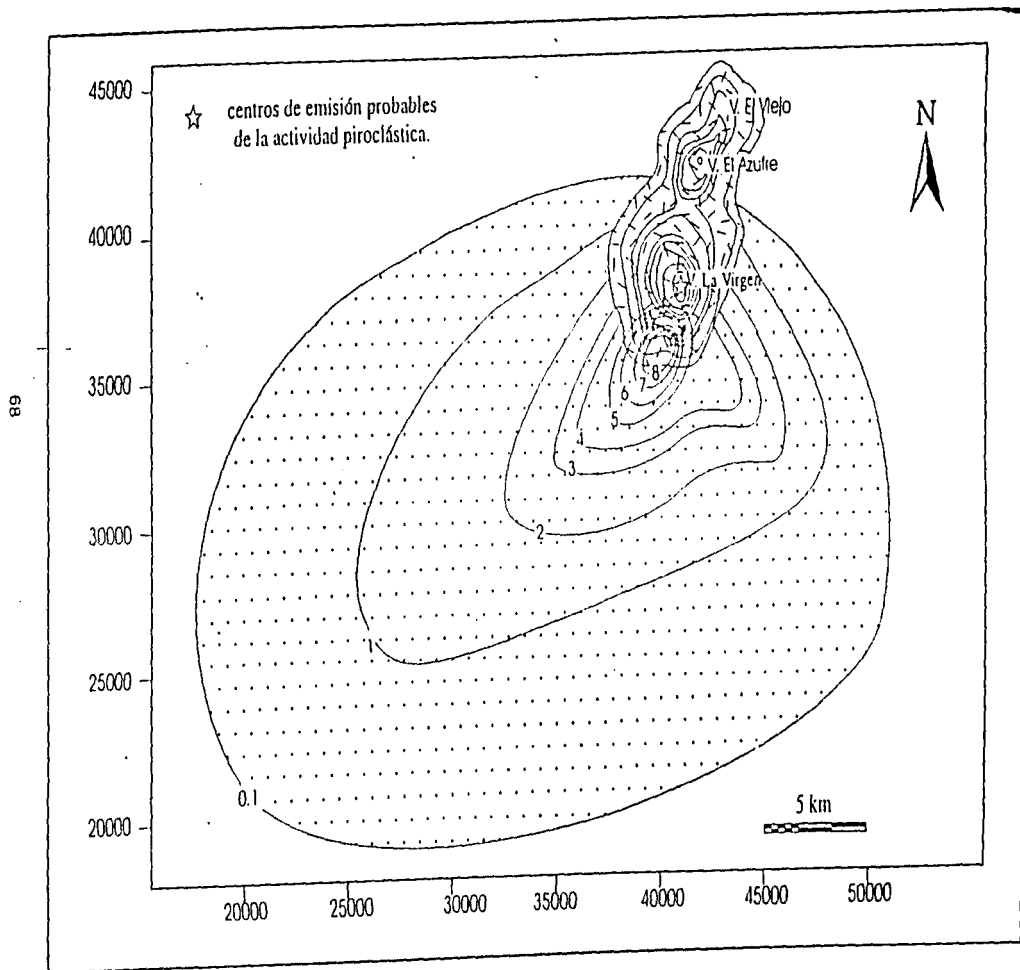 45000
centros de emisión probables
de la actividad piroclástica.
V. El Viejo
N
V. El Azufre
40000
V. La Virgen
35000
8
7
6
5
4
3
2
68
30000
1
25000
0.1
5 km
20000
20000 25000 30000 35000 40000 45000 50000